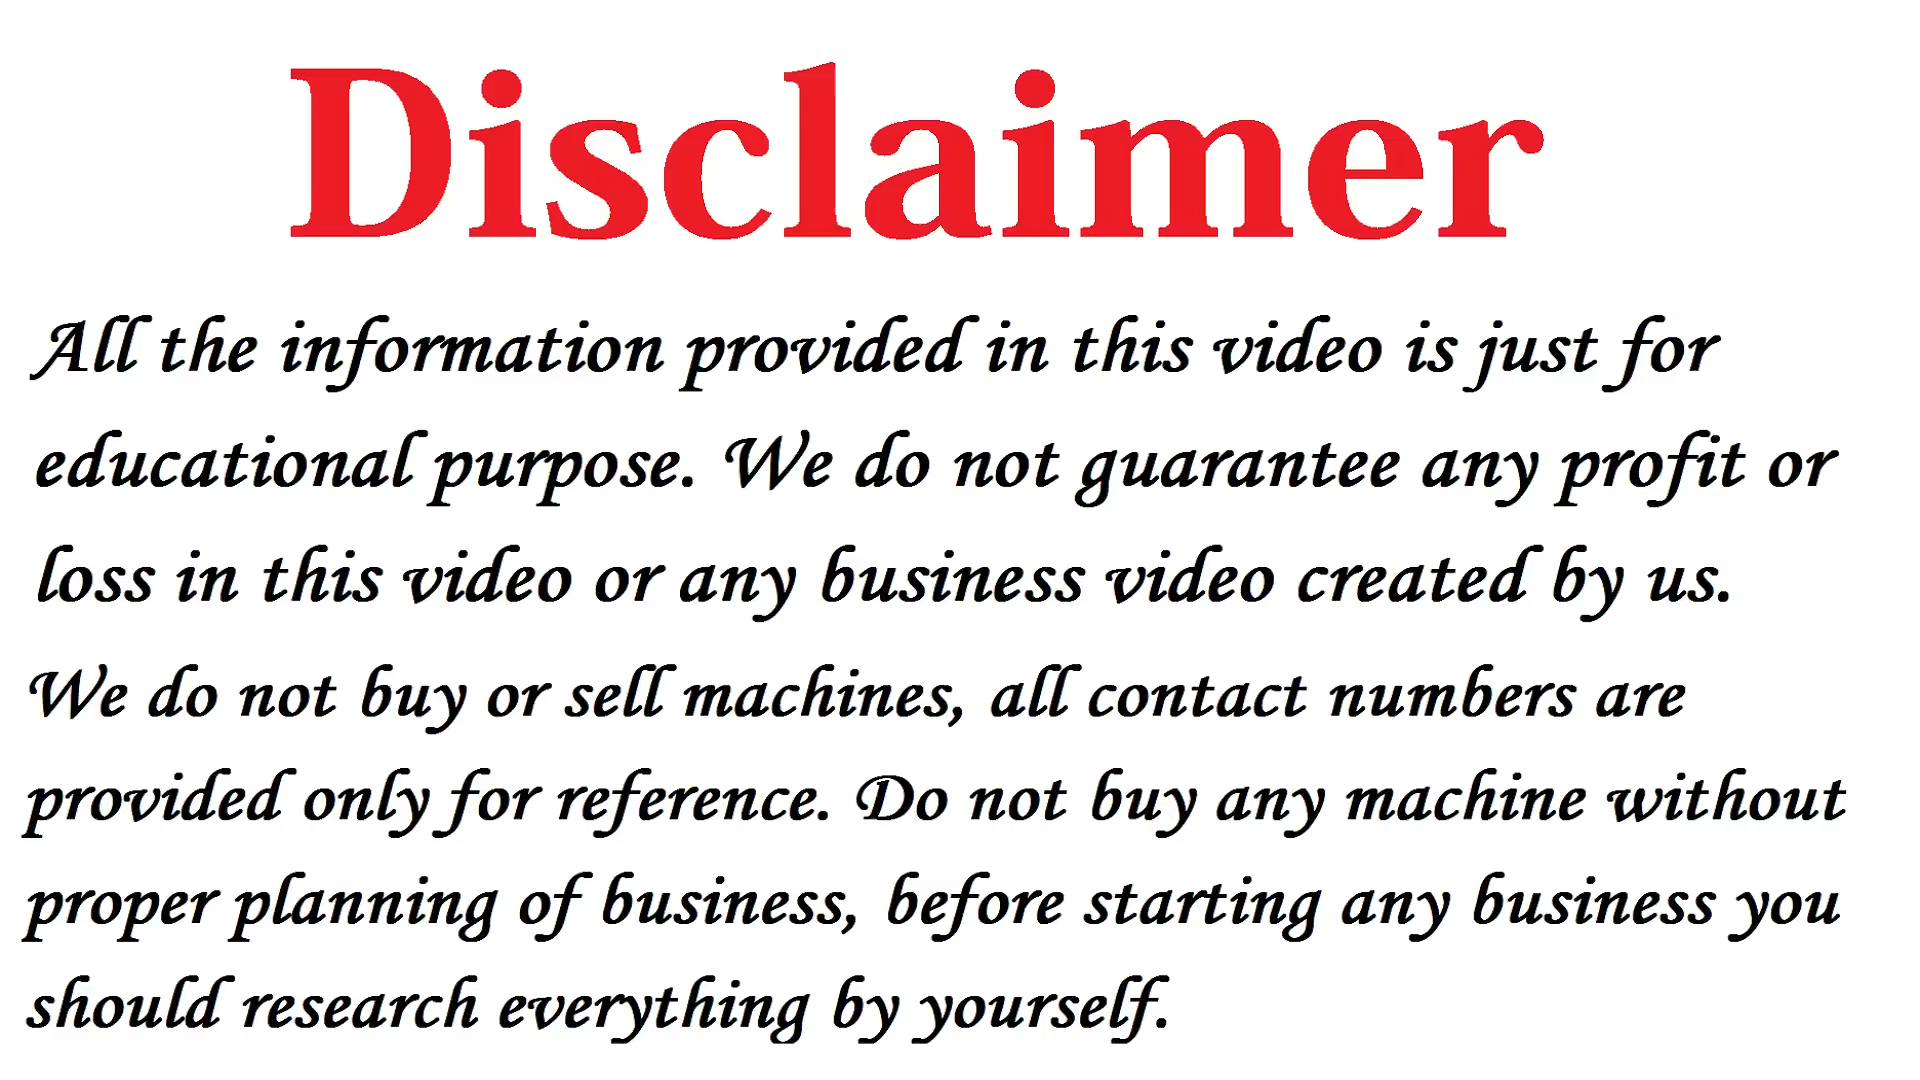 Disclaimer
All the information provided in this video is just for
educational purpose. We do not guarantee any profit or
loss in this video or any business video created by us.
We do not buy or sell machines, all contact numbers are
provided only for reference. Do not buy any machine without
proper planning of business, before starting any business you
should research everything by yourself.